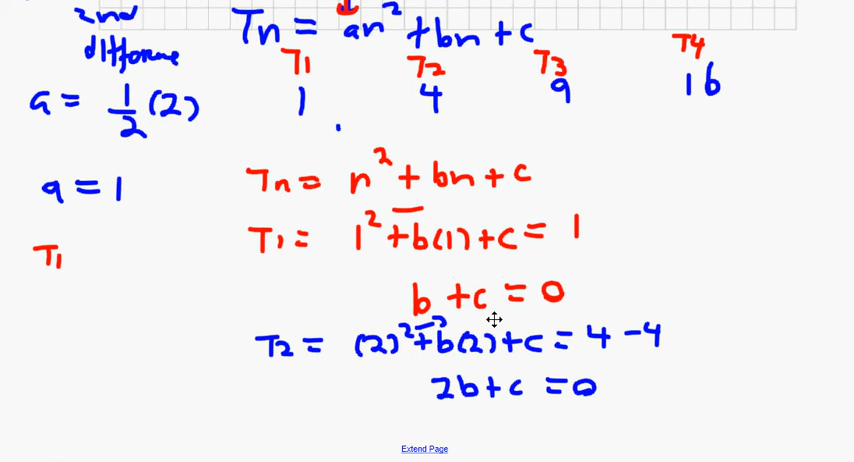 2nd
difference
Tn = an² + bn + c
T1 T2 T3 T4
a = 1/2 (2) 1 4 9 16
a = 1
Tn = n² + bn + c
T1 = 1² + b(1) + c = 1
T1
b + c = 0
T2 = (2)² + b(2) + c = 4 - 4
2b + c = 0
Extend Page